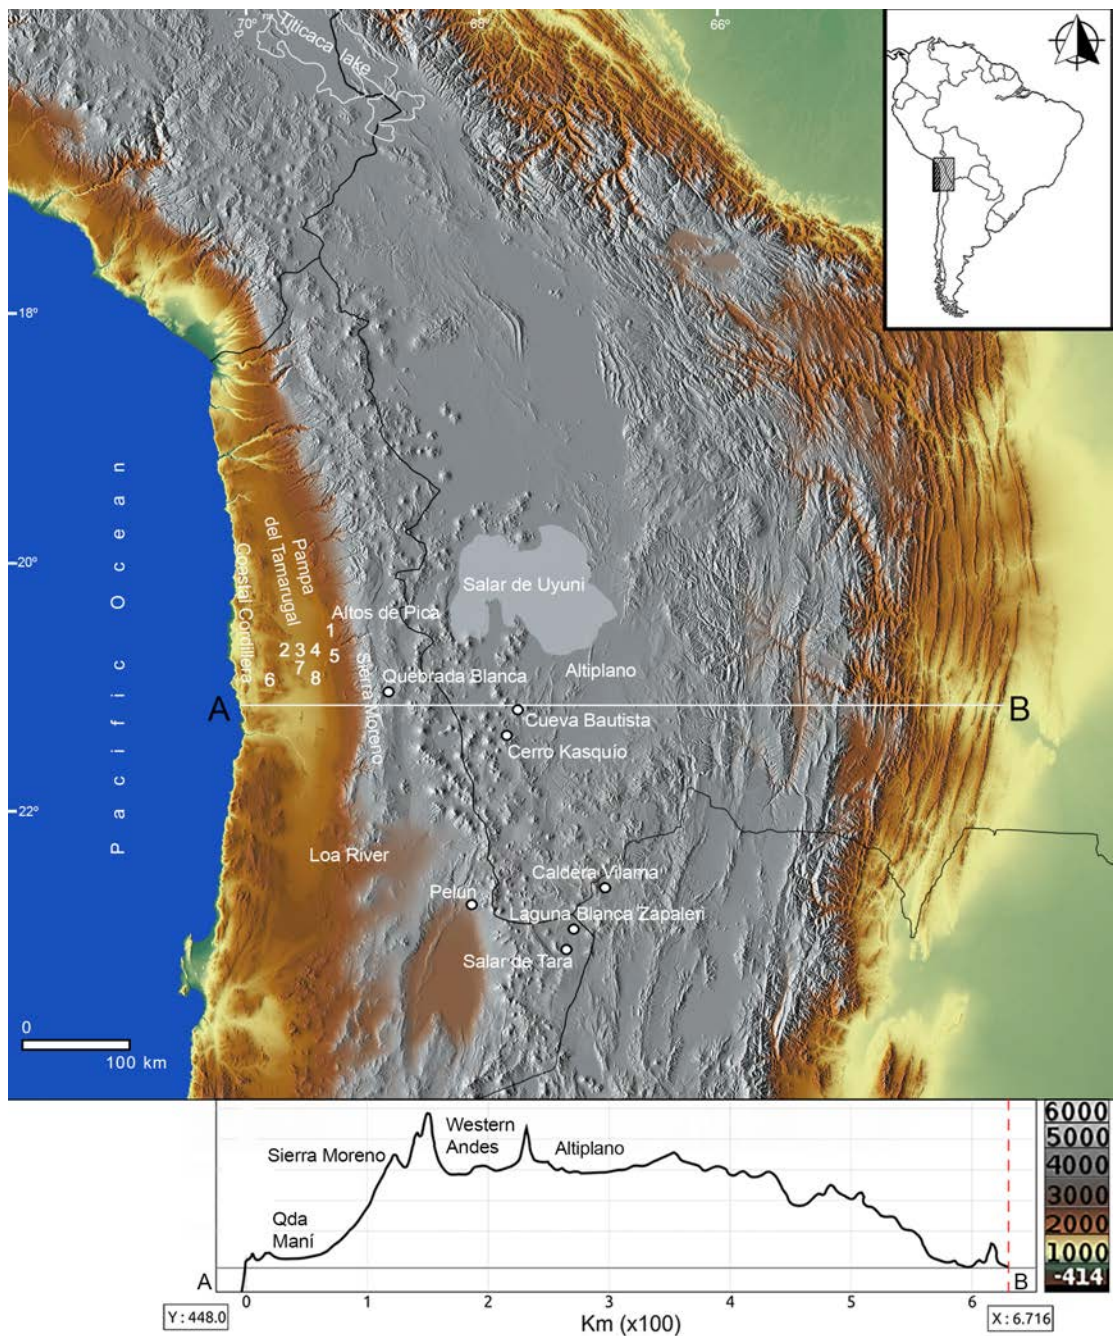 70°
68°
66°
Titicaca lake
18°
20°
22°
Pacific Ocean
Coastal Cordillera
Pampa
del Tamarugal
Altos de Pica
Salar de Uyuni
1
2 3 4
5
7
6
8
Sierra Moreno
Quebrada Blanca
Altiplano
A
B
Cueva Bautista
Cerro Kasquio
Loa River
Caldera Vilama
Pelún
Laguna Blanca Zapaleri
Salar de Tara
0
100 km
Sierra Moreno
Western
Andes
Altiplano
Qda
Maní
A
B
0 1 2 3 4 5 6
Y : 448.0
Km (x100)
X : 6.716
6000
5000
4000
3000
2000
1000
-414